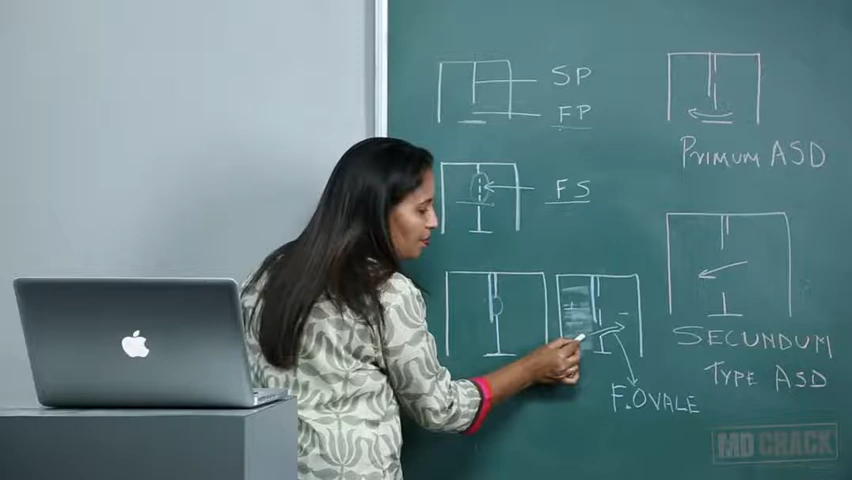 SP
FP
FS
F.OVALE
PRIMUM ASD
SECUNDUM
TYPE ASD
MD CRACK